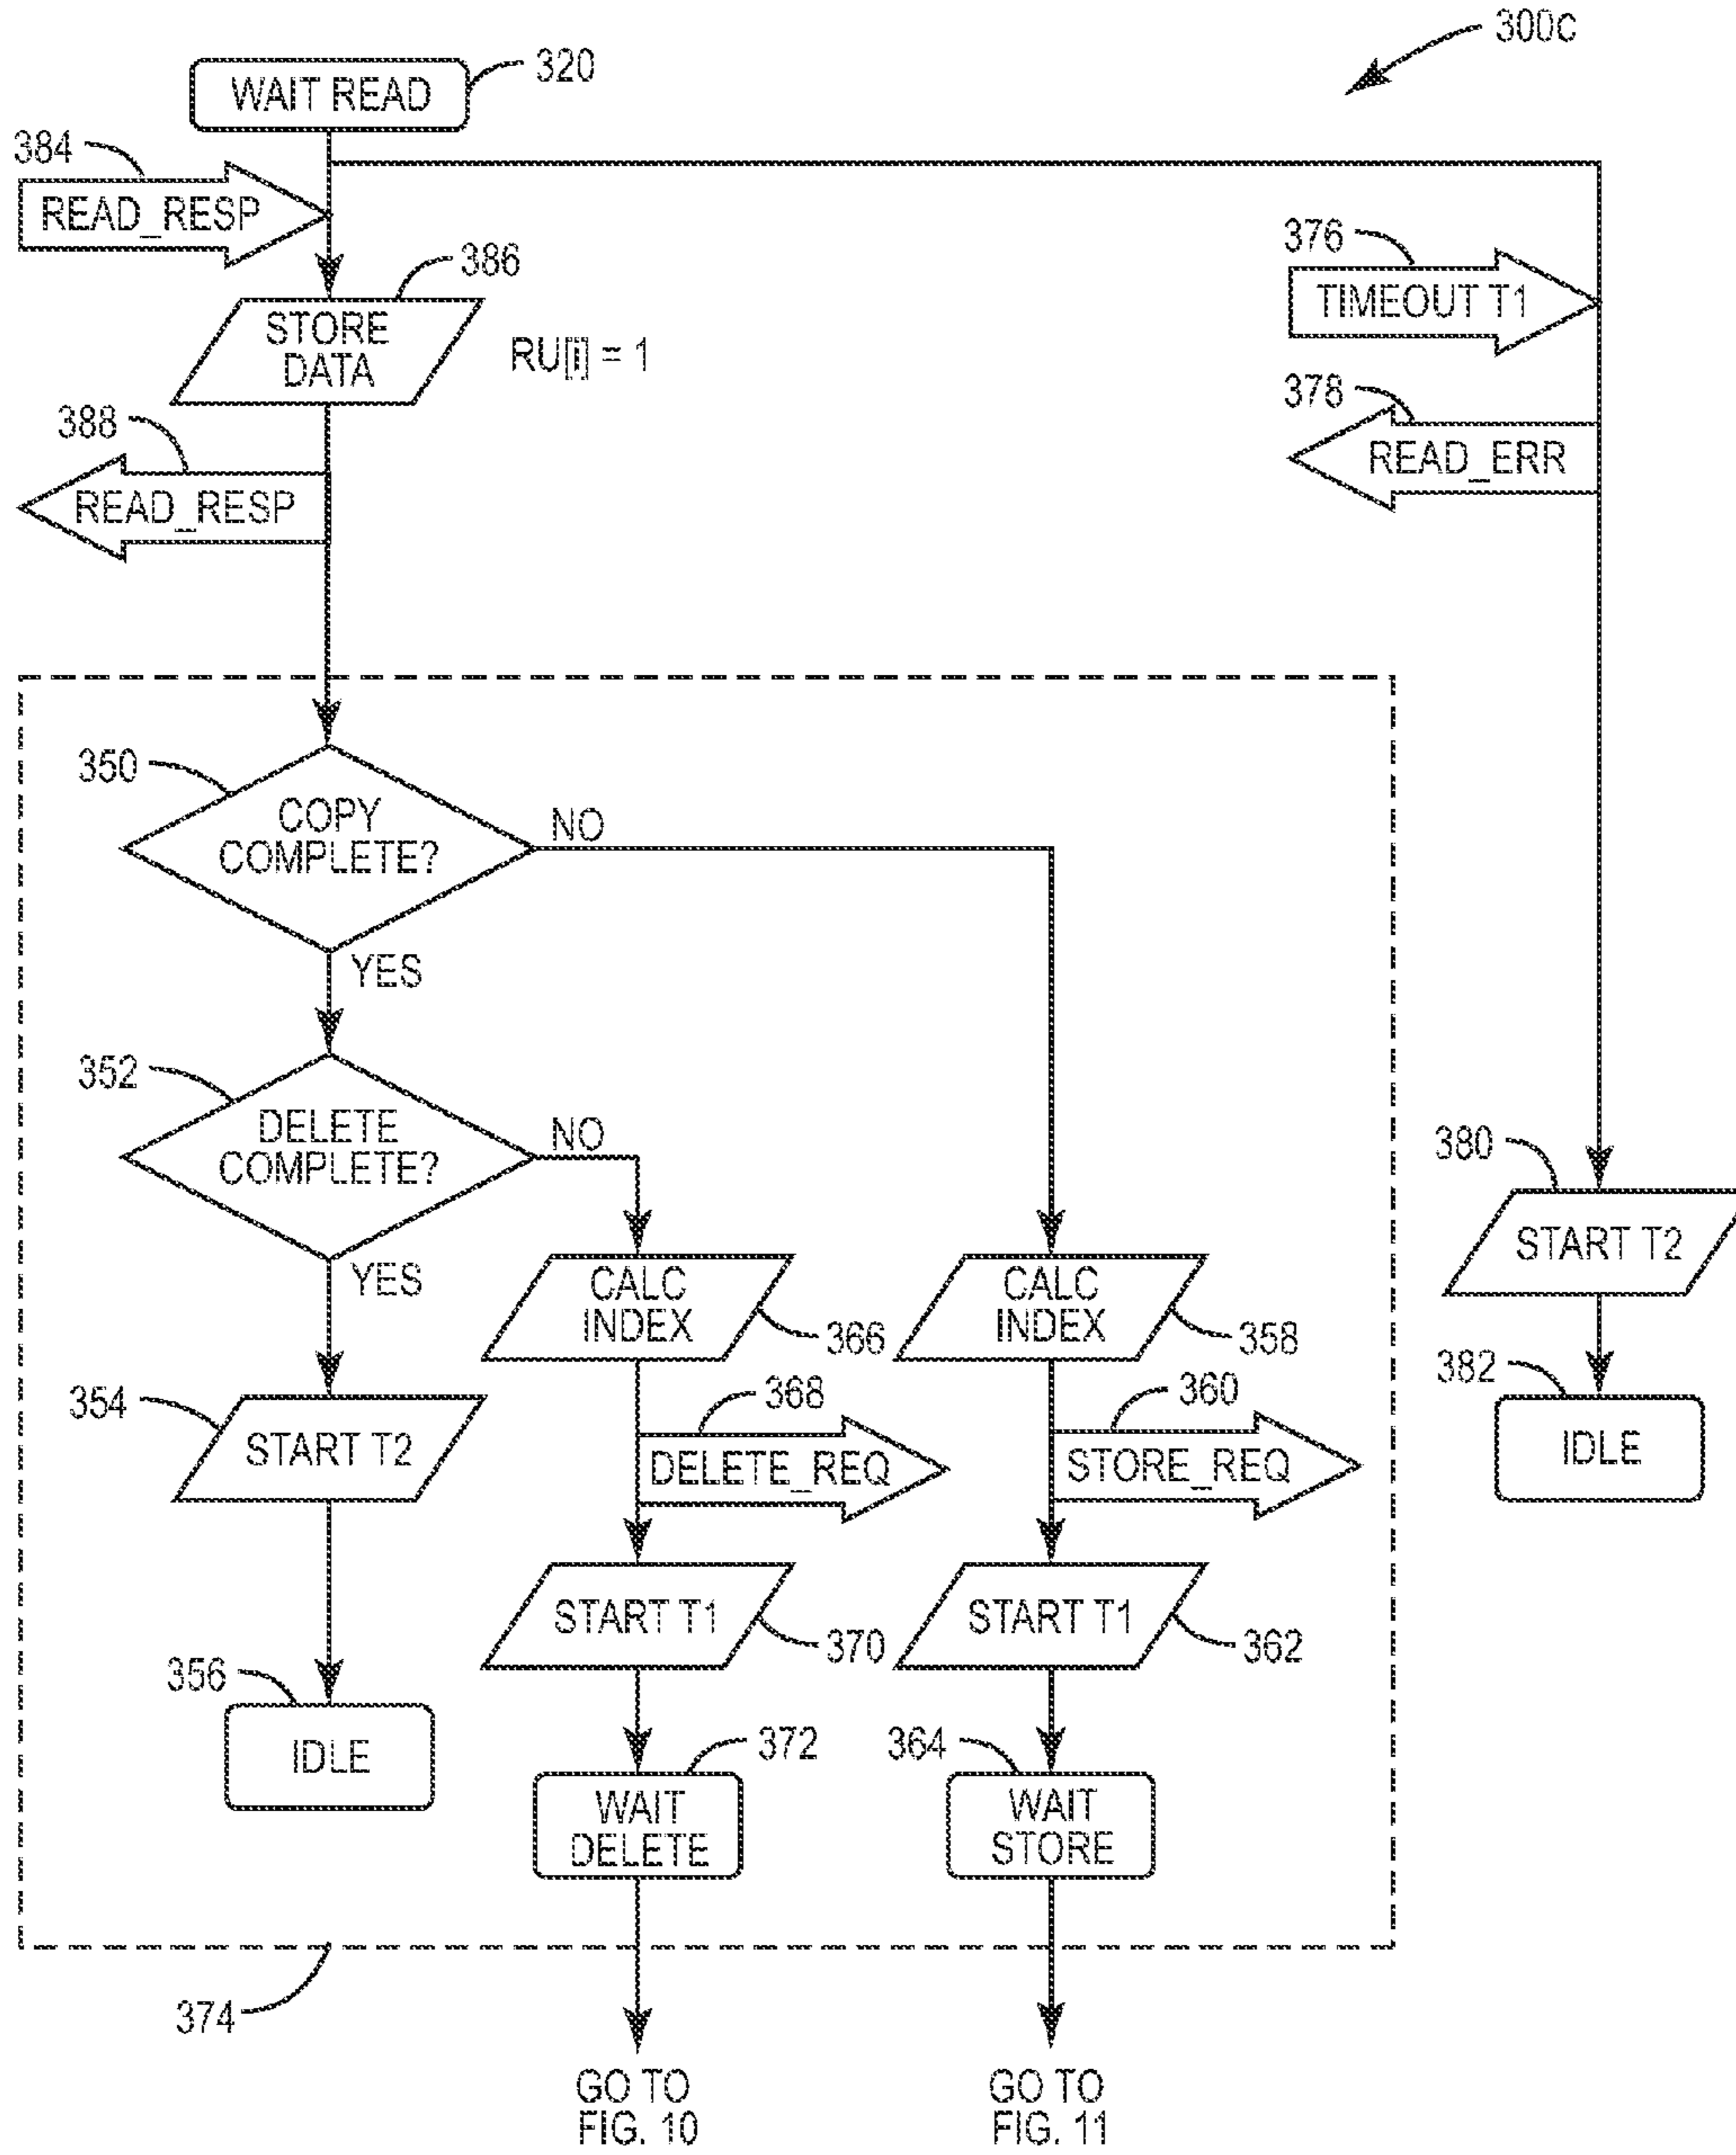 300C
WAIT READ
320
384
READ_RESP
386
STORE
DATA
RU[i] = 1
376
TIMEOUT T1
378
READ_ERR
388
READ_RESP
350
COPY
COMPLETE?
NO
YES
352
DELETE
COMPLETE?
NO
YES
380
START T2
CALC
INDEX
366
CALC
INDEX
358
382
IDLE
354
START T2
368
DELETE_REQ
360
STORE_REQ
START T1
370
START T1
362
356
IDLE
372
WAIT
DELETE
364
WAIT
STORE
374
GO TO
FIG. 10
GO TO
FIG. 11